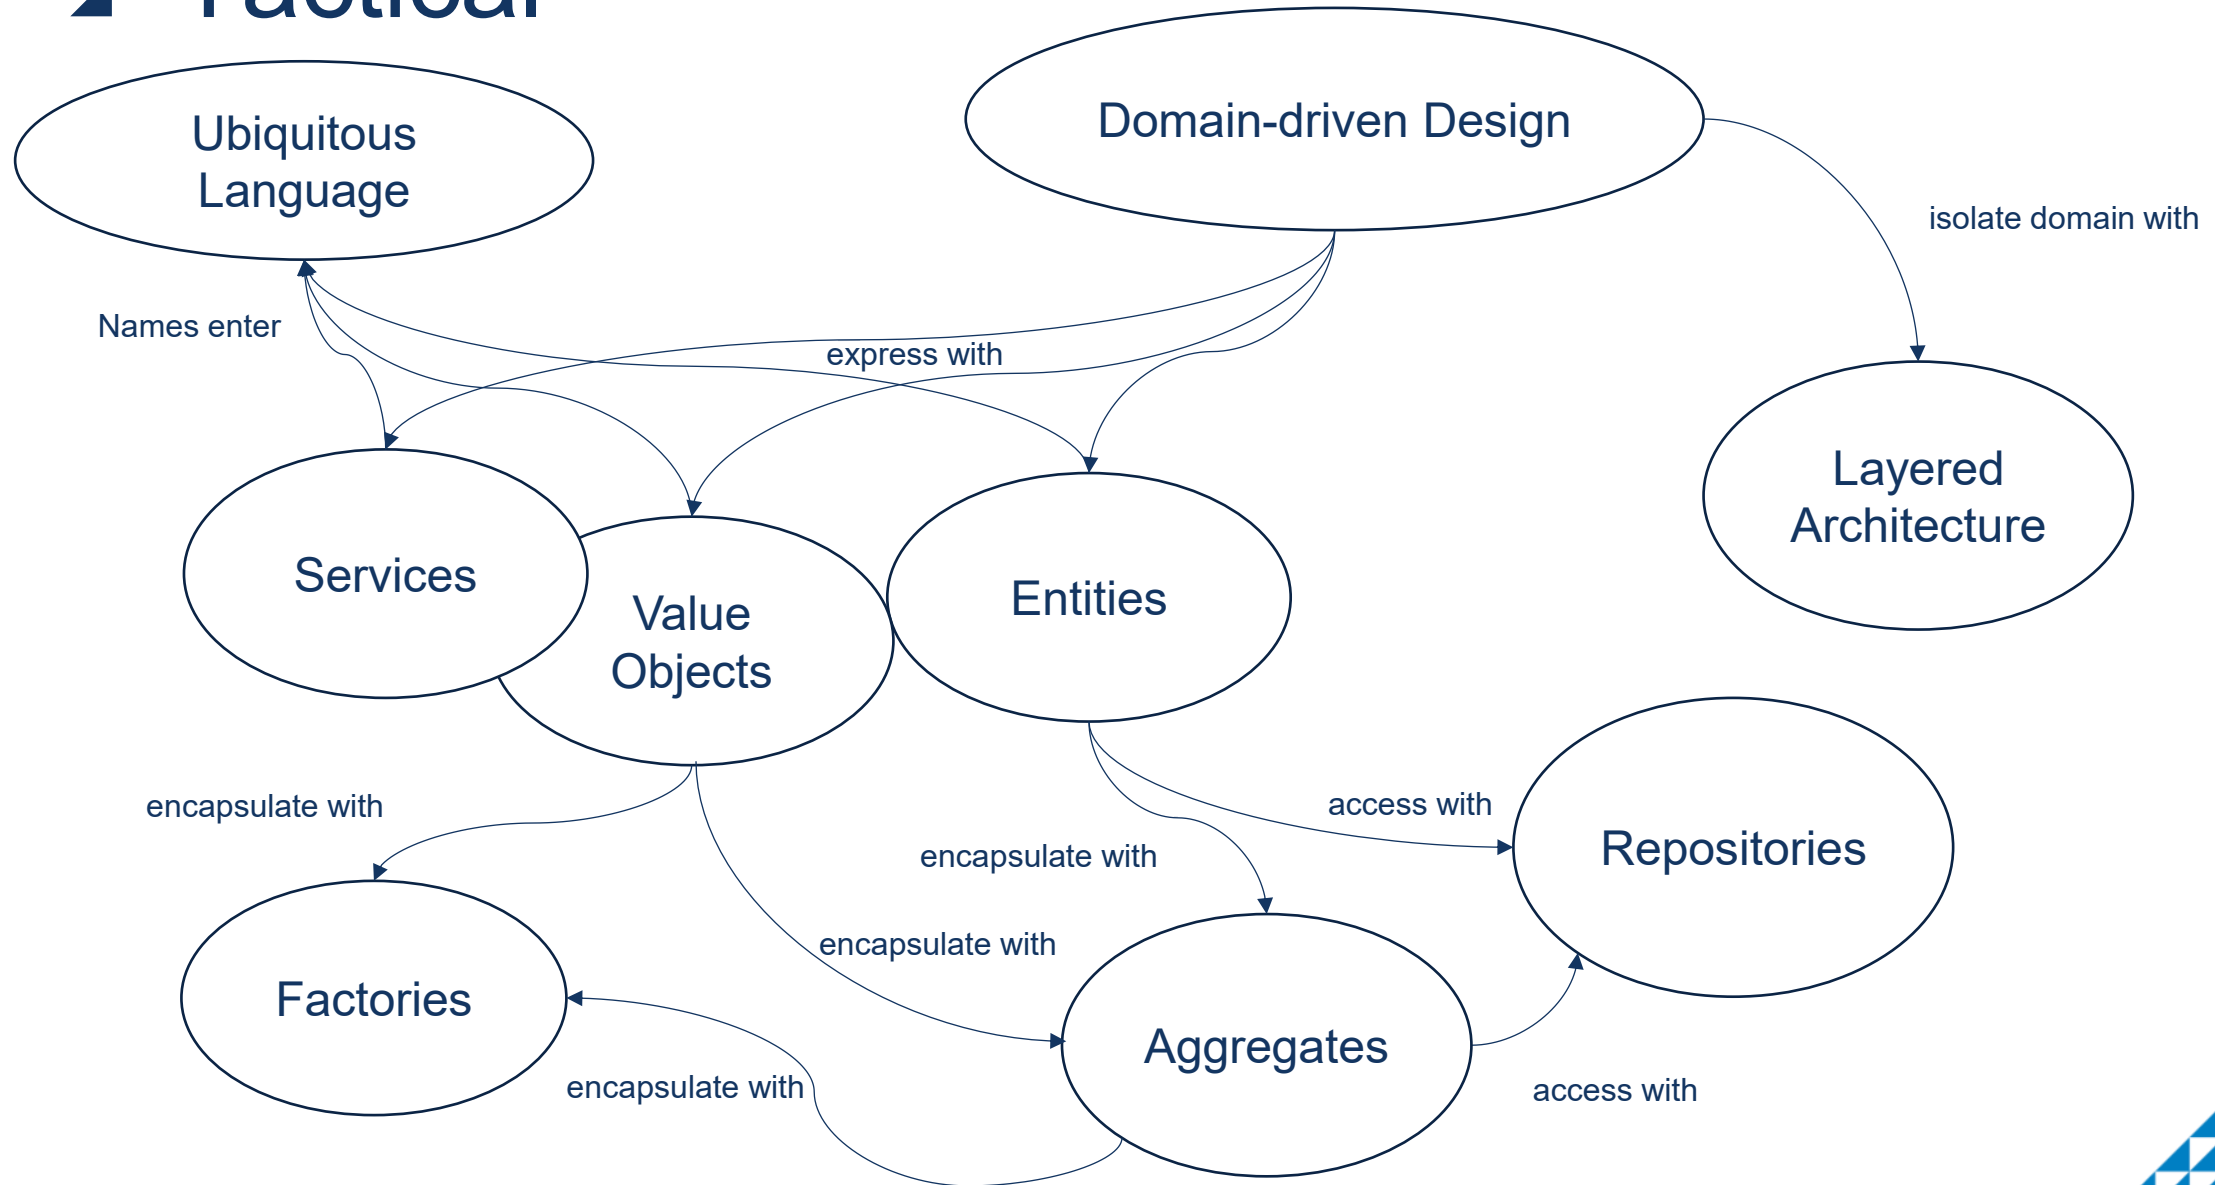 Tactical
Ubiquitous
Language
Domain-driven Design
isolate domain with
Names enter
express with
Layered
Architecture
Services
Value
Objects
Entities
encapsulate with
access with
encapsulate with
Repositories
encapsulate with
Factories
Aggregates
encapsulate with
access with